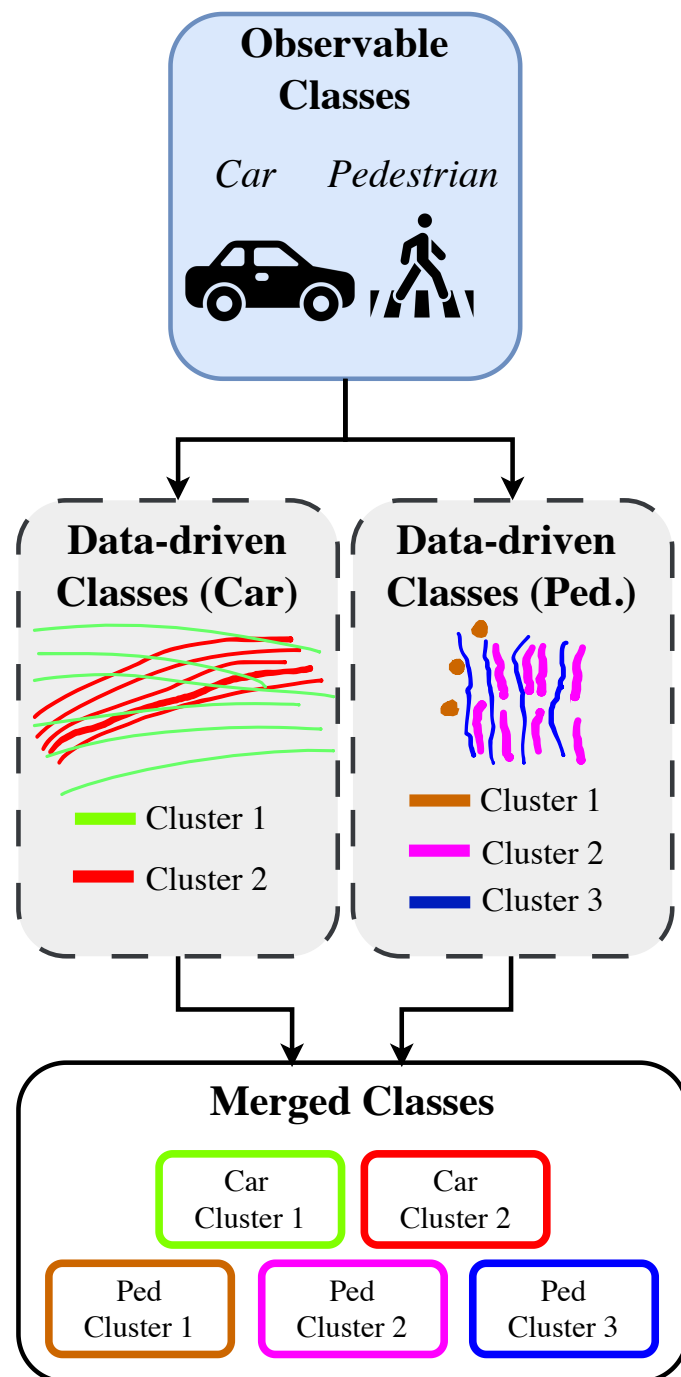 Observable
Classes
Car
Pedestrian
Data-driven
Classes (Car)
Cluster 1
Cluster 2
Data-driven
Classes (Ped.)
Cluster 1
Cluster 2
Cluster 3
Merged Classes
Car
Cluster 1
Car
Cluster 2
Ped
Cluster 1
Ped
Cluster 2
Ped
Cluster 3